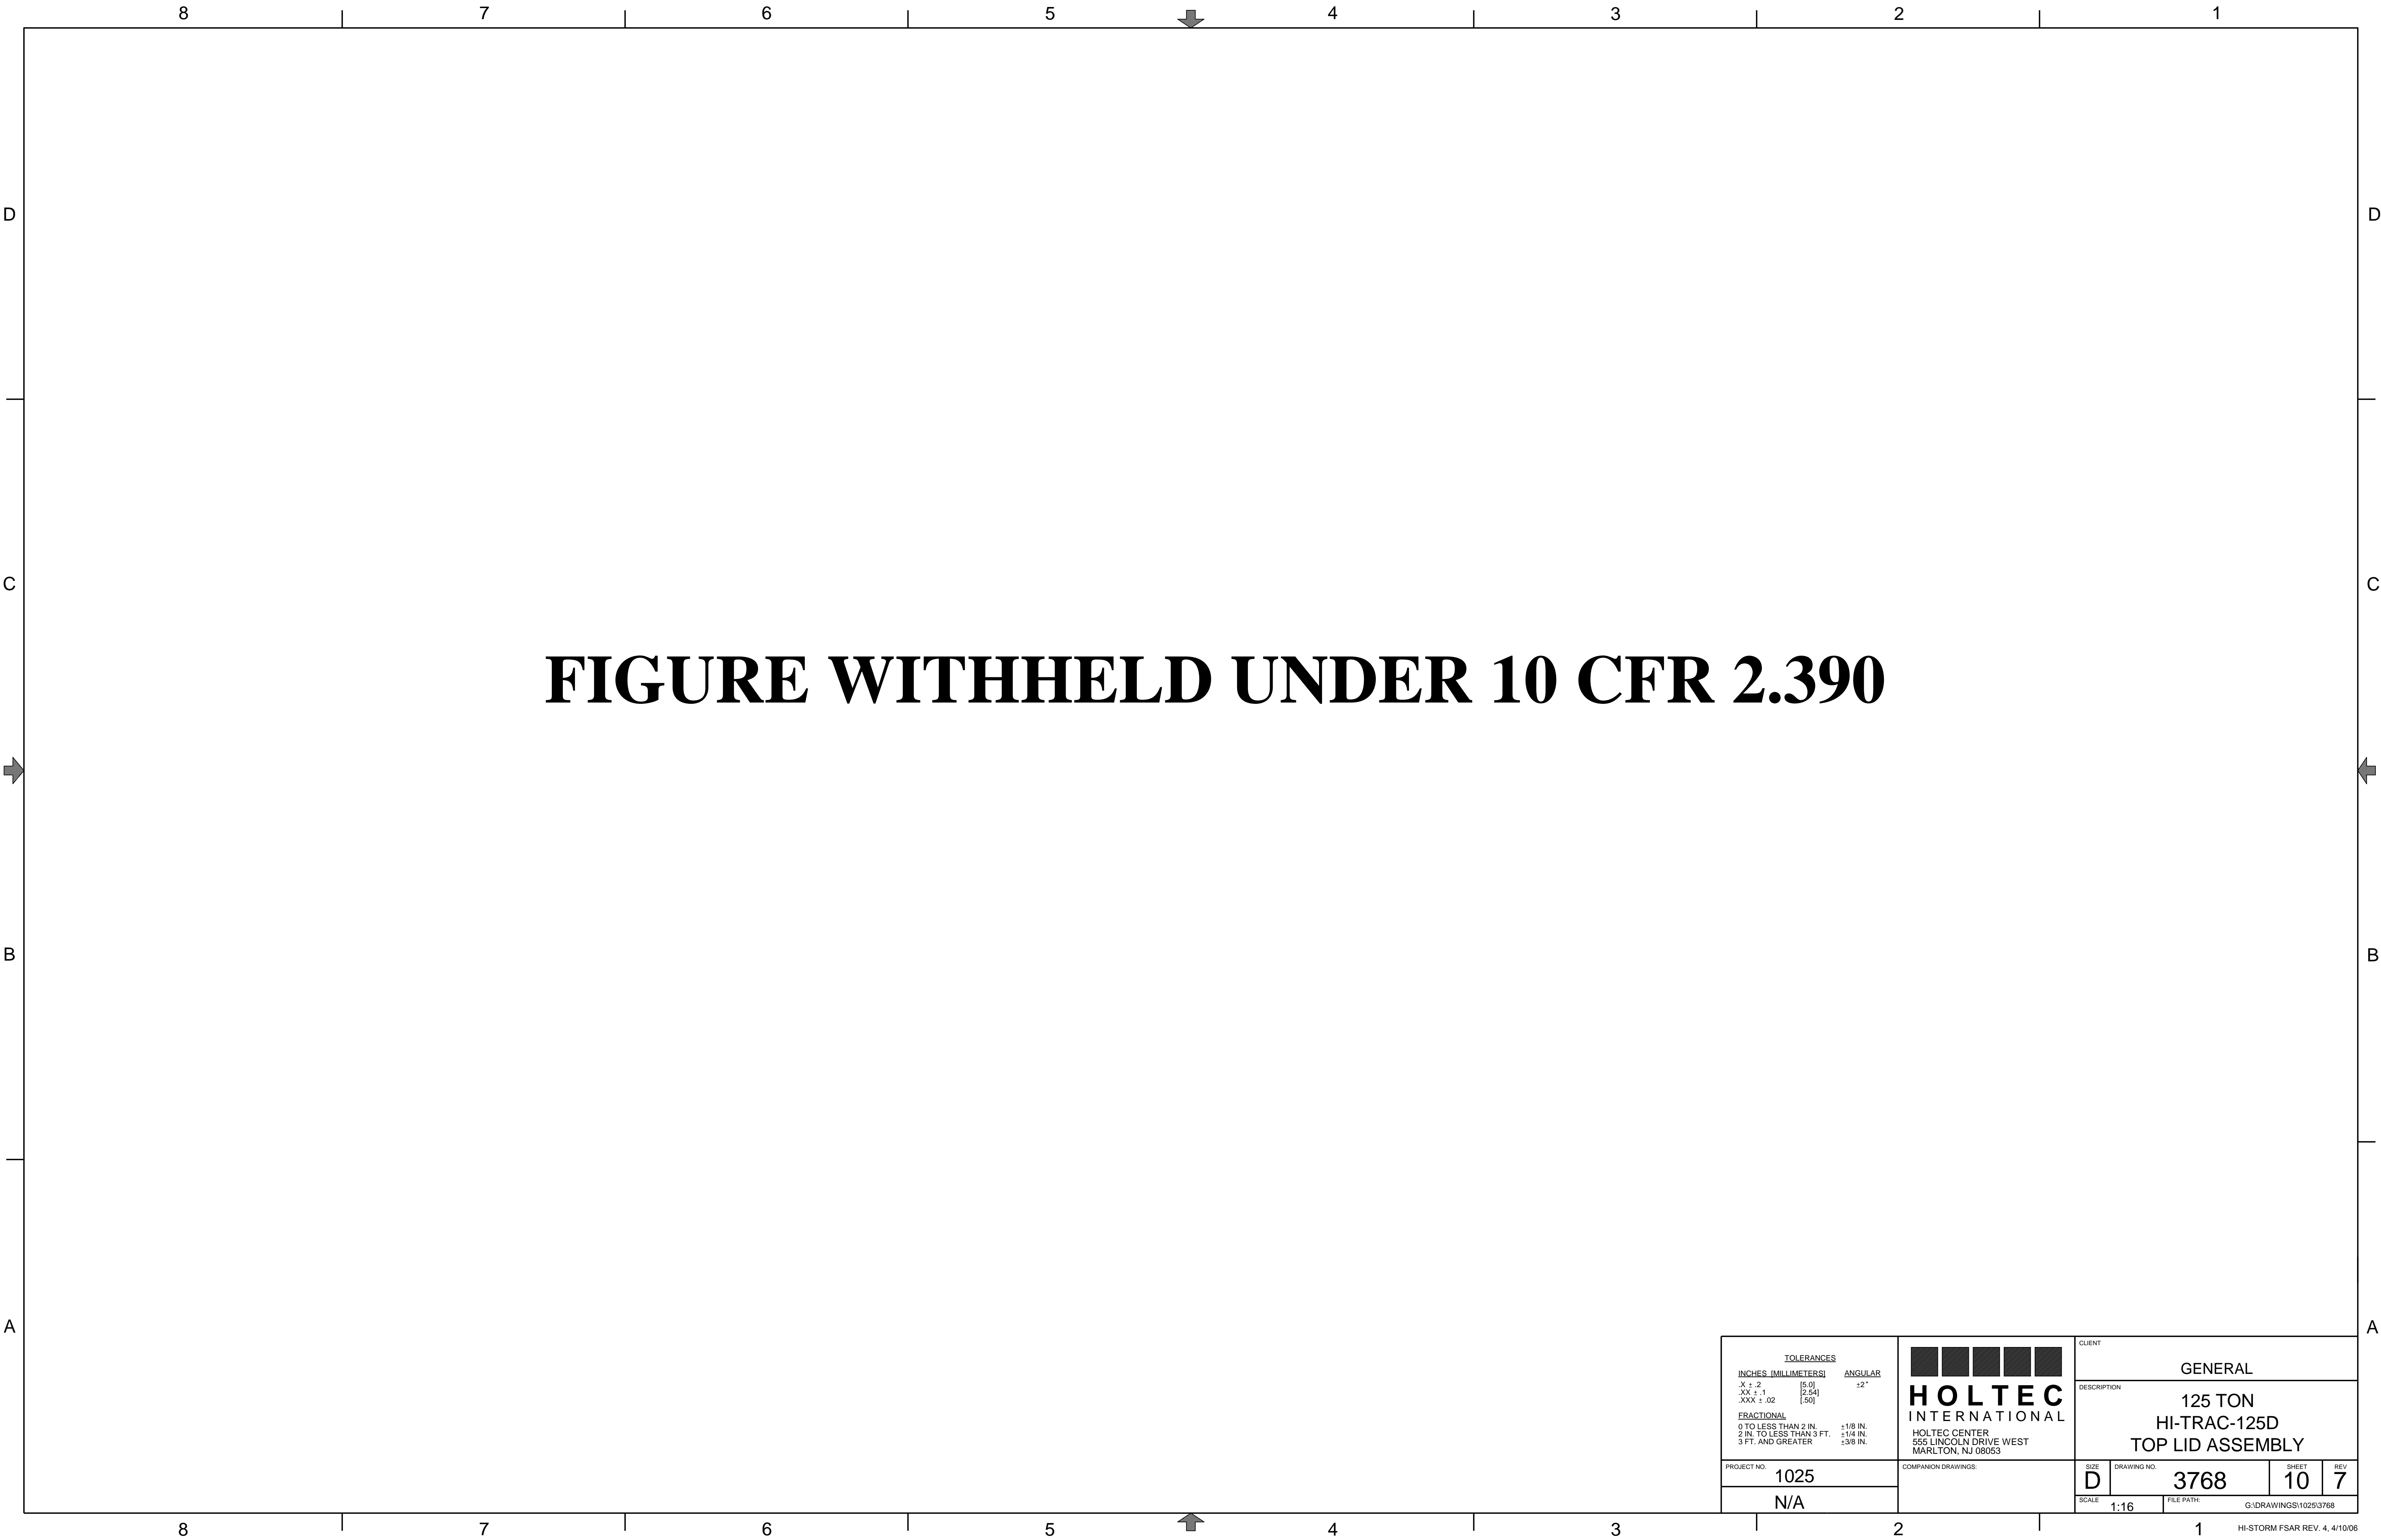 8 7 6 5 4 3 2 1
D D
C C
FIGURE WITHHELD UNDER 10 CFR 2.390
B B
A A
TOLERANCES
INCHES [MILLIMETERS] ANGULAR
.X ± .2 [5.0] ±2°
.XX ± .1 [2.54]
.XXX ± .02 [.50]
FRACTIONAL
0 TO LESS THAN 2 IN. ±1/8 IN.
2 IN. TO LESS THAN 3 FT. ±1/4 IN.
3 FT. AND GREATER ±3/8 IN.
PROJECT NO.
1025
N/A
HOLTEC
INTERNATIONAL
HOLTEC CENTER
555 LINCOLN DRIVE WEST
MARLTON, NJ 08053
COMPANION DRAWINGS:
CLIENT
GENERAL
DESCRIPTION
125 TON
HI-TRAC-125D
TOP LID ASSEMBLY
SIZE DRAWING NO. SHEET REV
D 3768 10 7
SCALE 1:16 FILE PATH: G:\DRAWINGS\1025\3768
8 7 6 5 4 3 2 1
HI-STORM FSAR REV. 4, 4/10/06